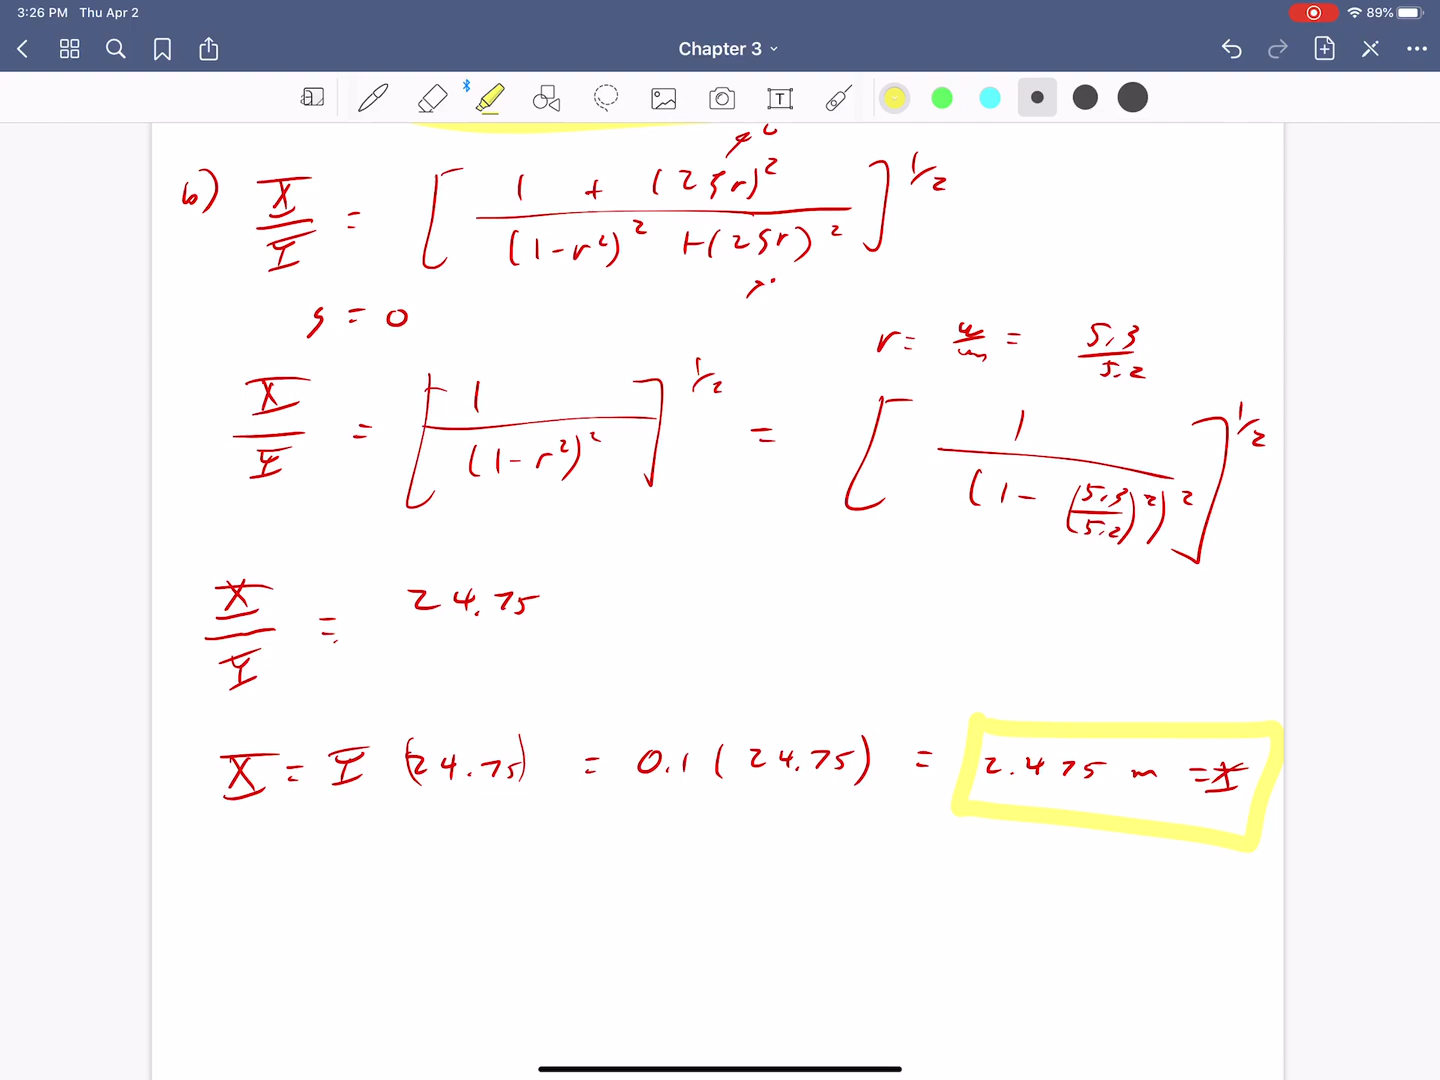 3:26 PM Thu Apr 2
89%
Chapter 3
b) X/Y = [ (1 + (2ζr)²) / ((1-r²)² + (2ζr)²) ]^1/2
ζ = 0
r = ω/ωn = 5.3/5.2
X/Y = [ 1 / (1-r²)² ]^1/2 = [ 1 / (1 - (5.3/5.2)²)² ]^1/2
X/Y = 24.75
X = Y (24.75) = 0.1 (24.75) = 2.475 m = X